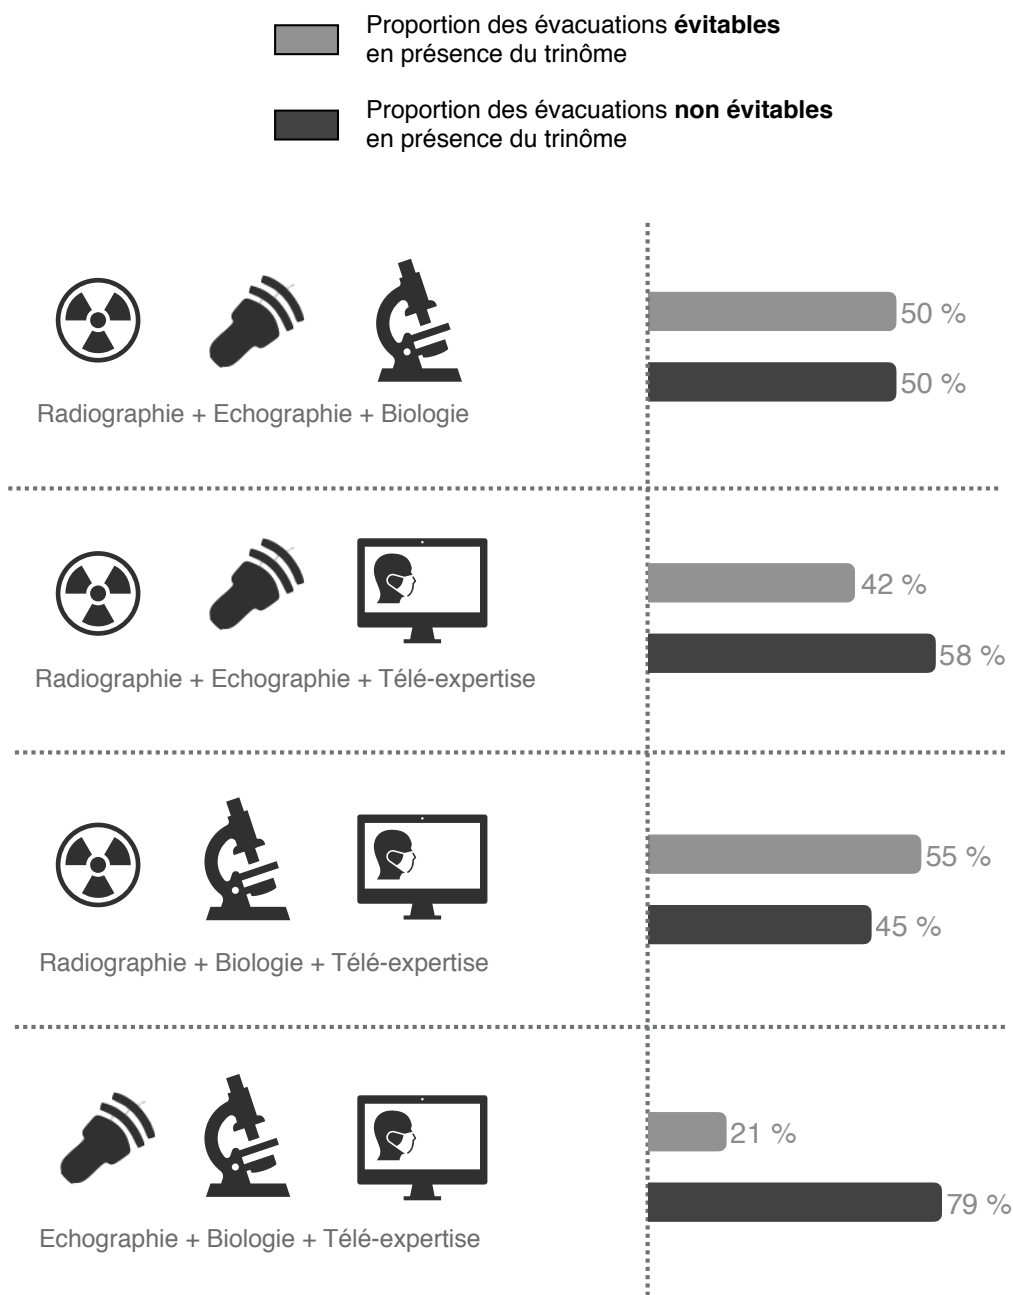 Proportion des évacuations évitables
en présence du trinôme
Proportion des évacuations non évitables
en présence du trinôme
50 %
50 %
Radiographie + Echographie + Biologie
42 %
58 %
Radiographie + Echographie + Télé-expertise
55 %
45 %
Radiographie + Biologie + Télé-expertise
21 %
79 %
Echographie + Biologie + Télé-expertise